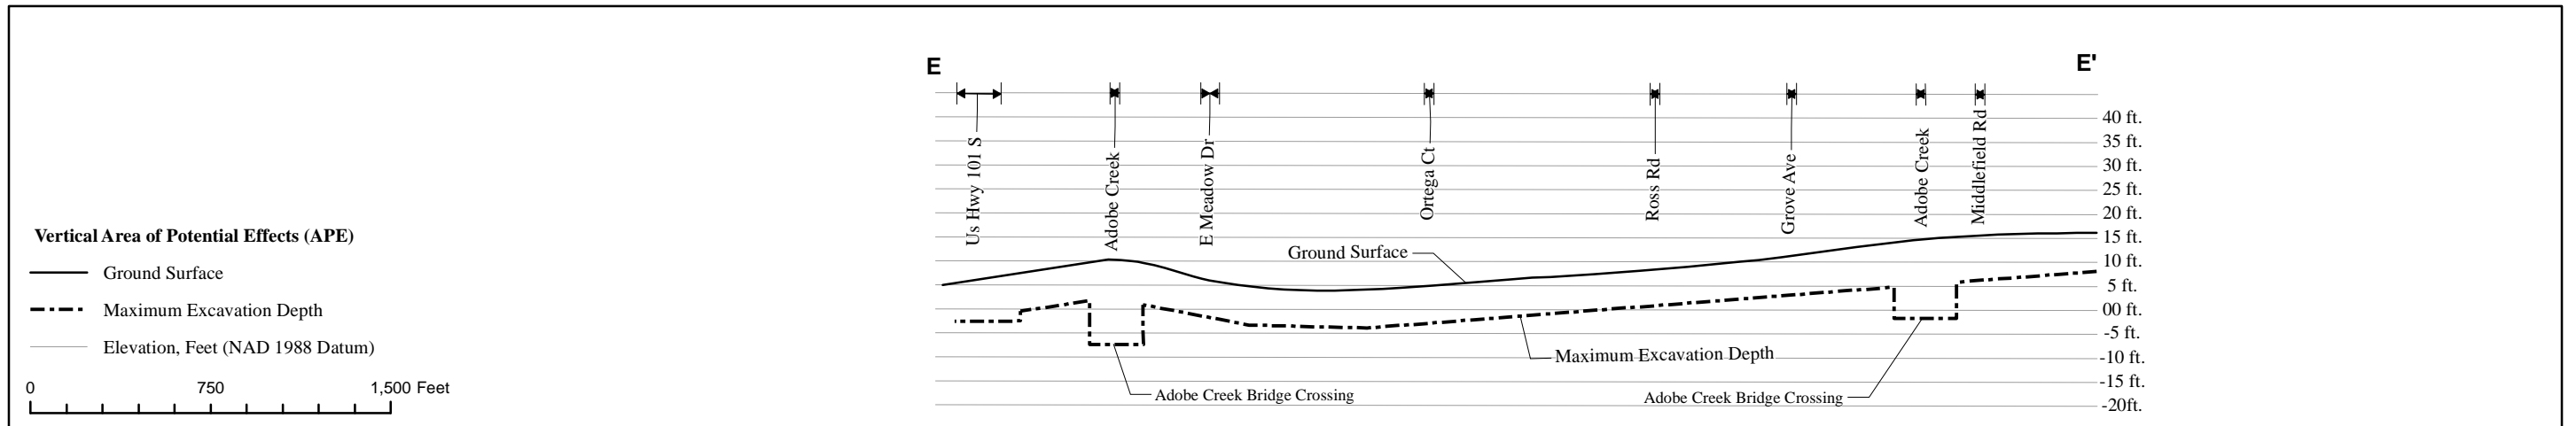 E
E'
Us Hwy 101 S
Adobe Creek
E Meadow Dr
Ortega Ct
Ross Rd
Grove Ave
Adobe Creek
Middlefield Rd
40 ft.
35 ft.
30 ft.
25 ft.
20 ft.
15 ft.
10 ft.
5 ft.
00 ft.
-5 ft.
-10 ft.
-15 ft.
-20ft.
Ground Surface
Maximum Excavation Depth
Adobe Creek Bridge Crossing
Adobe Creek Bridge Crossing
Vertical Area of Potential Effects (APE)
Ground Surface
Maximum Excavation Depth
Elevation, Feet (NAD 1988 Datum)
0 750 1,500 Feet